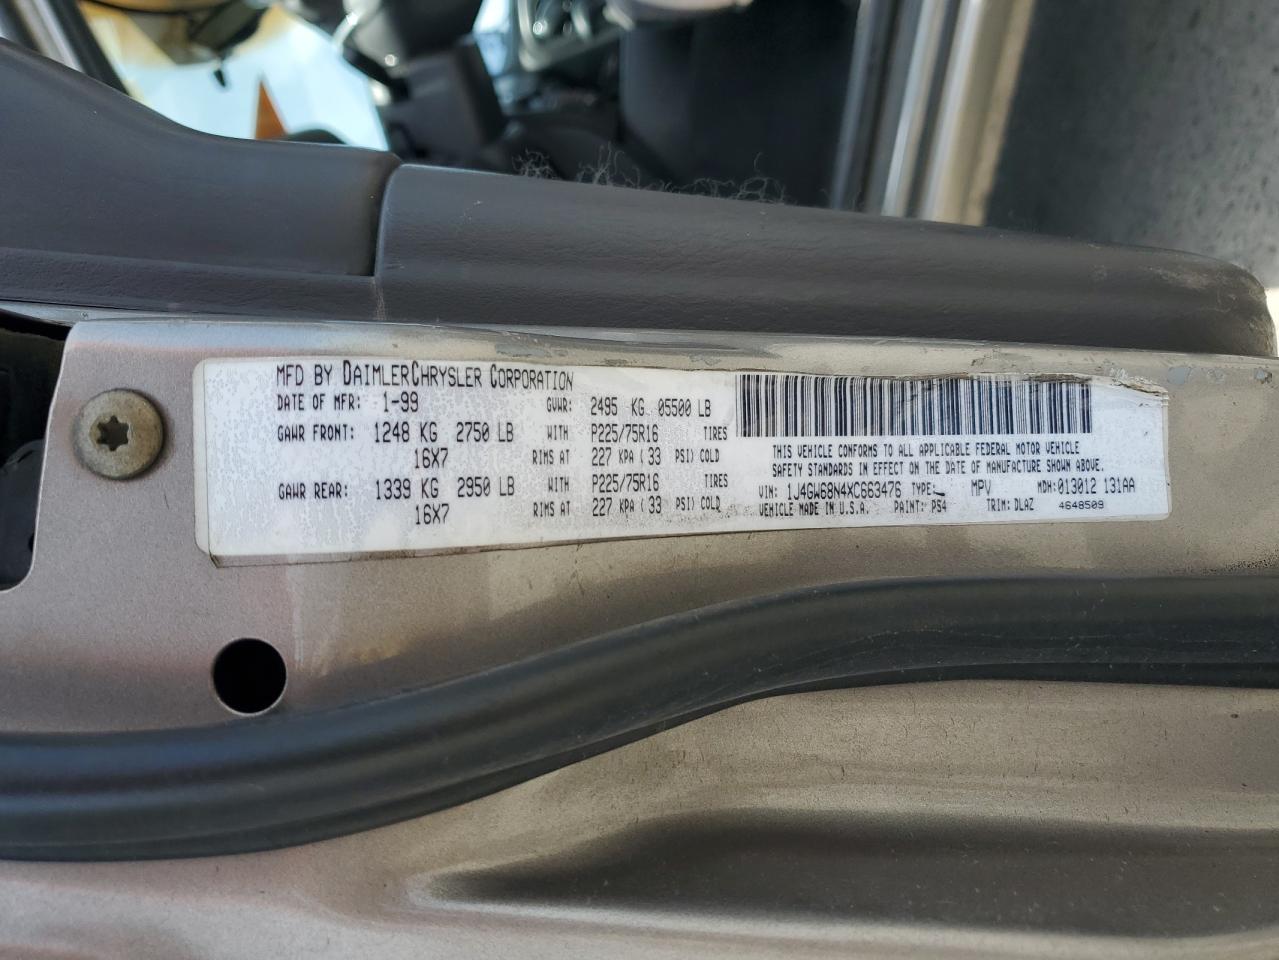 MFD BY DAIMLERCHRYSLER CORPORATION
DATE OF MFR: 1-99 GVWR: 2495 KG 05500 LB
GAWR FRONT: 1248 KG 2750 LB WITH P225/75R16 TIRES
16X7 RIMS AT 227 KPA ( 33 PSI) COLD
GAWR REAR: 1339 KG 2950 LB WITH P225/75R16 TIRES
16X7 RIMS AT 227 KPA ( 33 PSI) COLD
THIS VEHICLE CONFORMS TO ALL APPLICABLE FEDERAL MOTOR VEHICLE
SAFETY STANDARDS IN EFFECT ON THE DATE OF MANUFACTURE SHOWN ABOVE.
VIN: 1J4GW68N4XC663476 TYPE: MPV MDH: 013012 131AA
VEHICLE MADE IN U.S.A. PAINT: PS4 TRIM: DLAZ 4648509